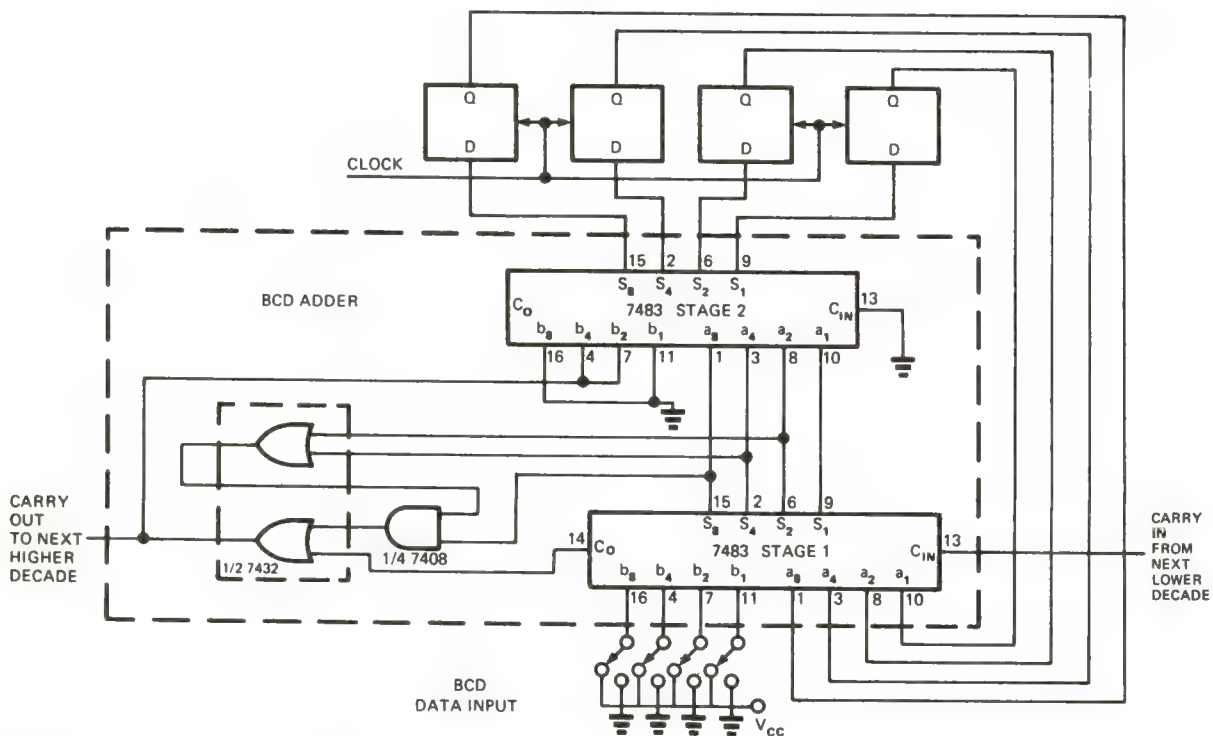 Q Q Q Q
D D D D
CLOCK
15 2 6 9
BCD ADDER
S8 S4 S2 S1
CO 7483 STAGE 2 CIN 13
b8 b4 b2 b1 a8 a4 a2 a1
16 4 7 11 1 3 8 10
CARRY
OUT
TO NEXT
HIGHER
DECADE
1/2 7432
1/4 7408
15 2 6 9
S8 S4 S2 S1
14 CO 7483 STAGE 1 CIN 13
b8 b4 b2 b1 a8 a4 a2 a1
16 4 7 11 1 3 8 10
CARRY
IN
FROM
NEXT
LOWER
DECADE
BCD
DATA INPUT
VCC